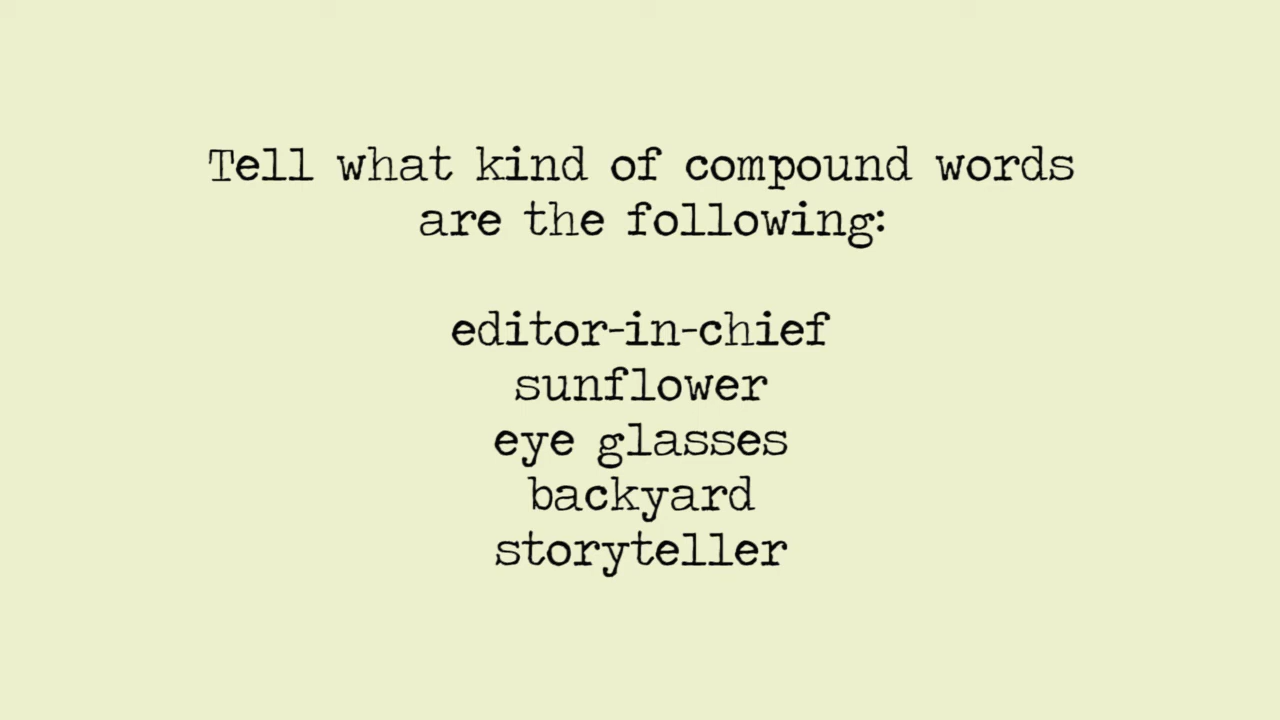 Tell what kind of compound words
are the following:
editor-in-chief
sunflower
eye glasses
backyard
storyteller